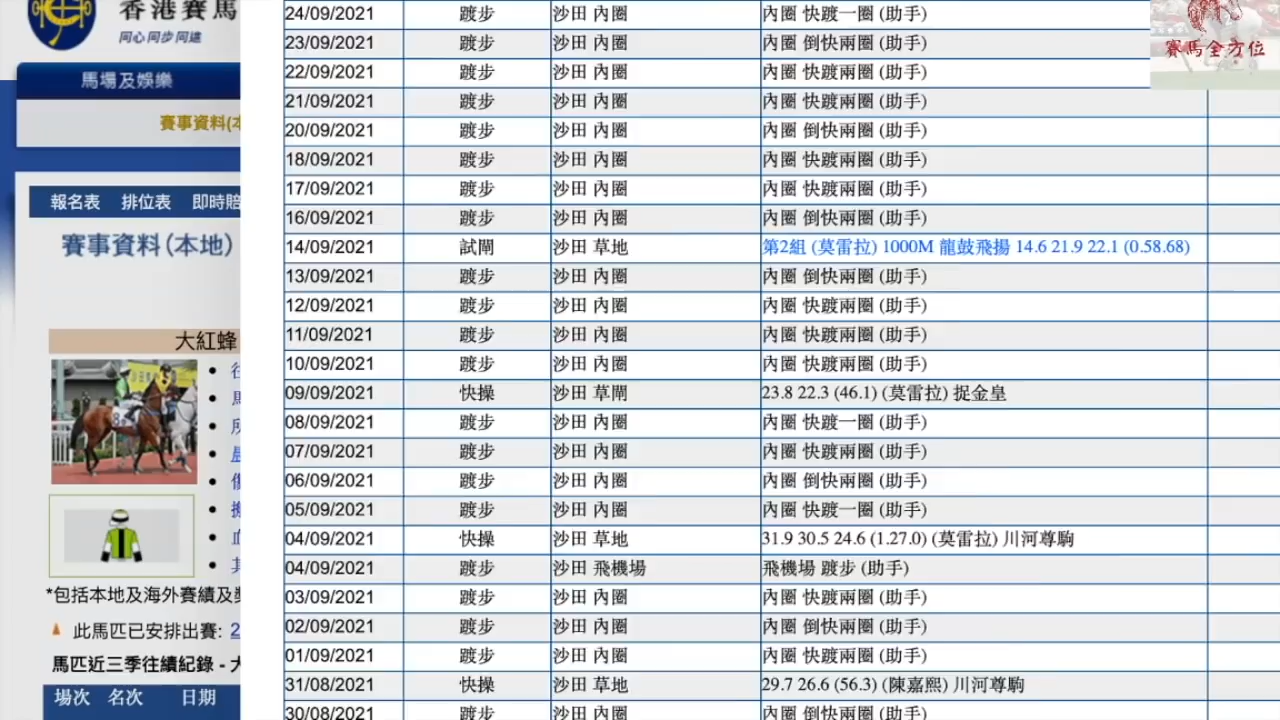 香港賽馬
同心同步同進
馬場及娛樂
賽事資料(本
報名表 排位表 即時賠
賽事資料(本地)
大紅蜂
*包括本地及海外賽績及獎
此馬匹已安排出賽: 2
馬匹近三季往績紀錄 - 大
場次 名次 日期
賽馬全方位
24/09/2021 踱步 沙田 內圈 內圈 快踱一圈 (助手)
23/09/2021 踱步 沙田 內圈 內圈 倒快兩圈 (助手)
22/09/2021 踱步 沙田 內圈 內圈 快踱兩圈 (助手)
21/09/2021 踱步 沙田 內圈 內圈 快踱兩圈 (助手)
20/09/2021 踱步 沙田 內圈 內圈 倒快兩圈 (助手)
18/09/2021 踱步 沙田 內圈 內圈 快踱兩圈 (助手)
17/09/2021 踱步 沙田 內圈 內圈 快踱兩圈 (助手)
16/09/2021 踱步 沙田 內圈 內圈 倒快兩圈 (助手)
14/09/2021 試閘 沙田 草地 第2組 (莫雷拉) 1000M 龍鼓飛揚 14.6 21.9 22.1 (0.58.68)
13/09/2021 踱步 沙田 內圈 內圈 倒快兩圈 (助手)
12/09/2021 踱步 沙田 內圈 內圈 快踱兩圈 (助手)
11/09/2021 踱步 沙田 內圈 內圈 快踱兩圈 (助手)
10/09/2021 踱步 沙田 內圈 內圈 快踱兩圈 (助手)
09/09/2021 快操 沙田 草閘 23.8 22.3 (46.1) (莫雷拉) 捉金皇
08/09/2021 踱步 沙田 內圈 內圈 快踱一圈 (助手)
07/09/2021 踱步 沙田 內圈 內圈 快踱兩圈 (助手)
06/09/2021 踱步 沙田 內圈 內圈 倒快兩圈 (助手)
05/09/2021 踱步 沙田 內圈 內圈 快踱一圈 (助手)
04/09/2021 快操 沙田 草地 31.9 30.5 24.6 (1.27.0) (莫雷拉) 川河尊駒
04/09/2021 踱步 沙田 飛機場 飛機場 踱步 (助手)
03/09/2021 踱步 沙田 內圈 內圈 快踱兩圈 (助手)
02/09/2021 踱步 沙田 內圈 內圈 倒快兩圈 (助手)
01/09/2021 踱步 沙田 內圈 內圈 快踱兩圈 (助手)
31/08/2021 快操 沙田 草地 29.7 26.6 (56.3) (陳嘉熙) 川河尊駒
30/08/2021 踱步 沙田 內圈 內圈 倒快兩圈 (助手)